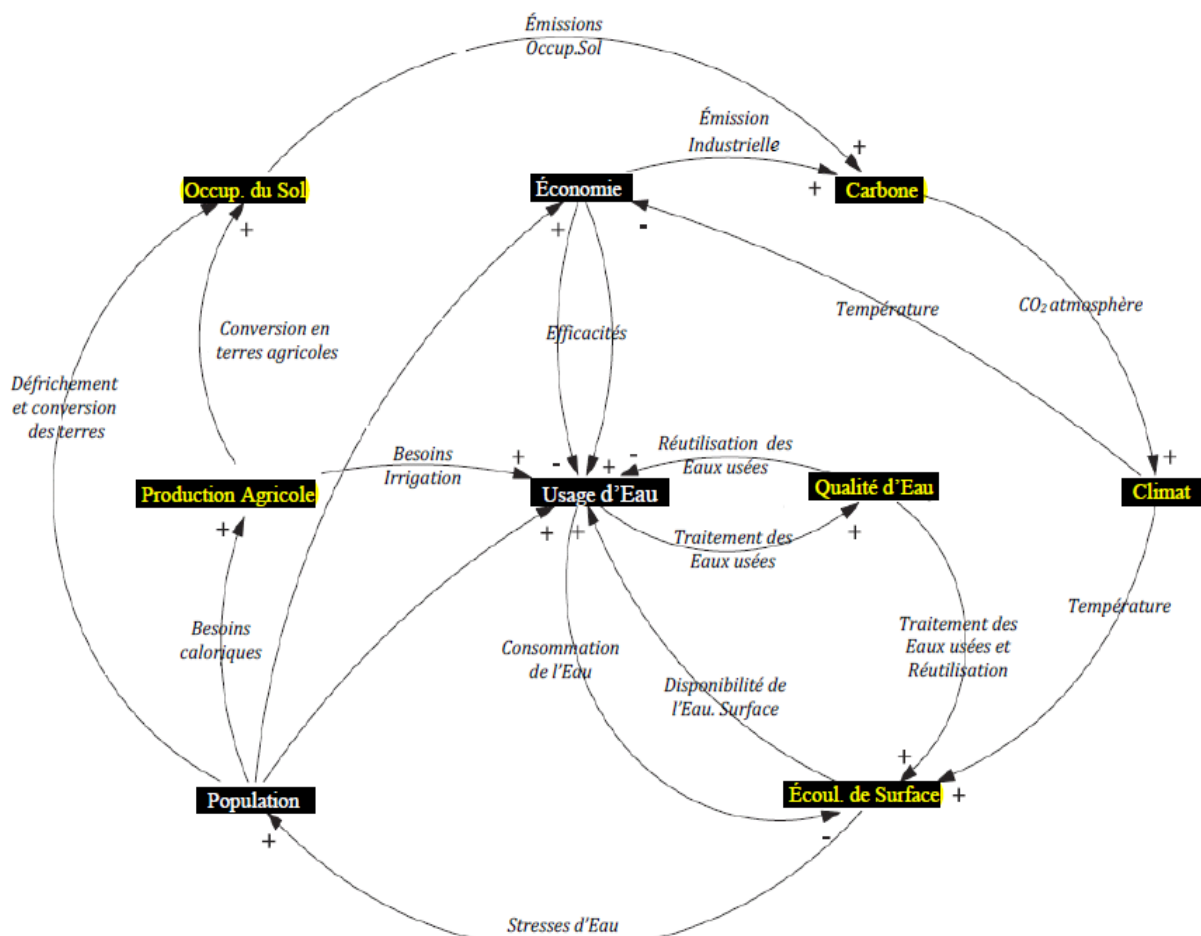 Émissions
Occup.Sol
Émission
Industrielle
+
+
Occup. du Sol
Économie
Carbone
+
+
-
Température
CO₂ atmosphère
Conversion en
terres agricoles
Efficacités
Défrichement
et conversion
des terres
Besoins
Irrigation
+
-
+
-
Réutilisation des
Eaux usées
+
Production Agricole
Usage d'Eau
Qualité d'Eau
Climat
+
+
+
+
Traitement des
Eaux usées
Besoins
caloriques
Consommation
de l'Eau
Disponibilité de
l'Eau. Surface
Traitement des
Eaux usées et
Réutilisation
Température
+
Population
Écoul. de Surface
+
+
-
Stresses d'Eau